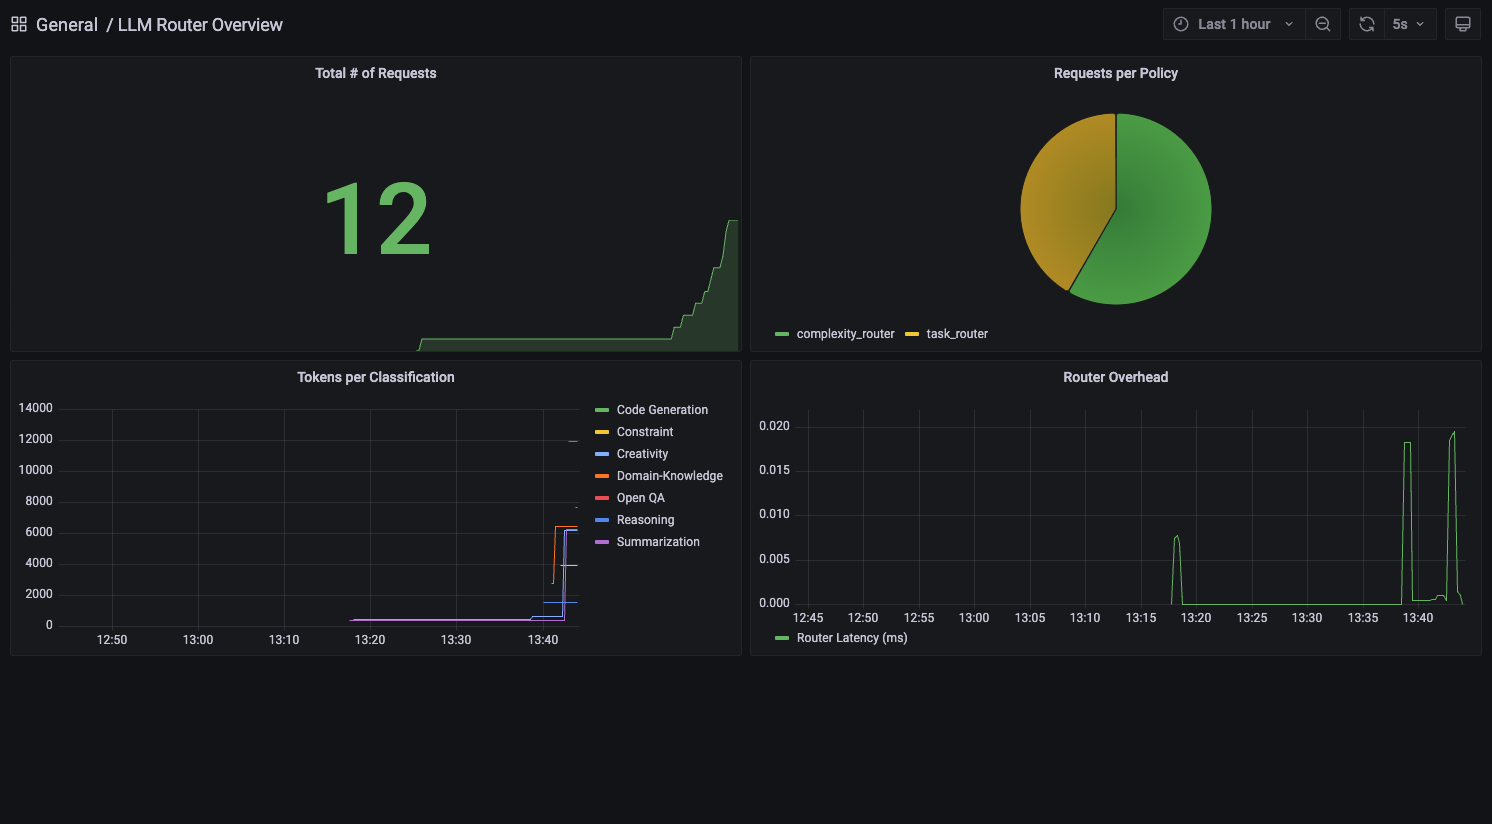 General / LLM Router Overview
Last 1 hour
5s
Total # of Requests
12
Requests per Policy
complexity_router
task_router
Tokens per Classification
14000
12000
10000
8000
6000
4000
2000
0
12:50 13:00 13:10 13:20 13:30 13:40
Code Generation
Constraint
Creativity
Domain-Knowledge
Open QA
Reasoning
Summarization
Router Overhead
0.020
0.015
0.010
0.005
0.000
12:45 12:50 12:55 13:00 13:05 13:10 13:15 13:20 13:25 13:30 13:35 13:40
Router Latency (ms)